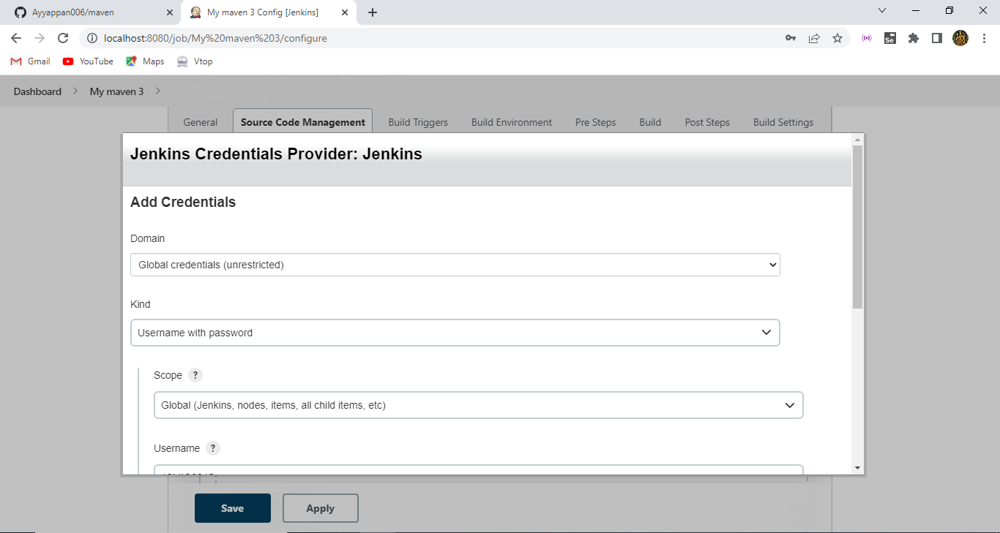 Ayyappan006/maven
My maven 3 Config [Jenkins]
localhost:8080/job/My%20maven%203/configure
Se
Gmail
YouTube
Maps
Vtop
Dashboard
My maven 3
General
Source Code Management
Build Triggers
Build Environment
Pre Steps
Build
Post Steps
Build Settings
Jenkins Credentials Provider: Jenkins
Add Credentials
Domain
Global credentials (unrestricted)
Kind
Username with password
Scope ?
Global (Jenkins, nodes, items, all child items, etc)
Username ?
Save
Apply